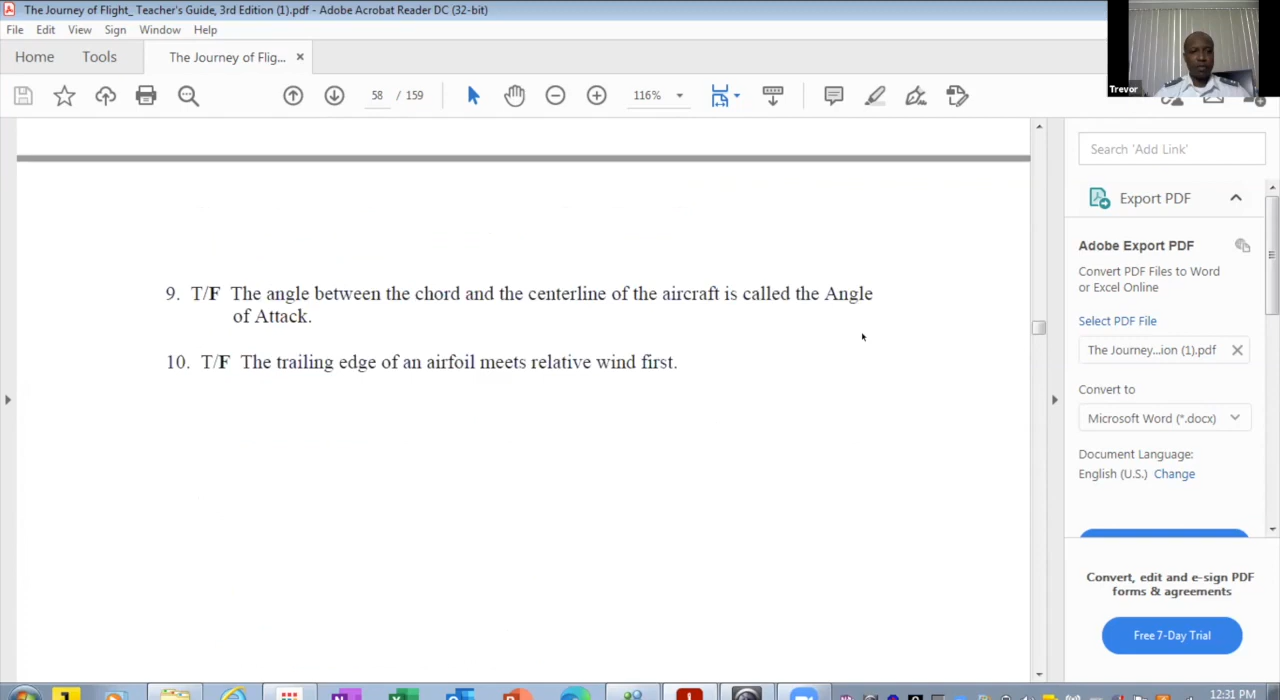 The Journey of Flight_ Teacher's Guide, 3rd Edition (1).pdf - Adobe Acrobat Reader DC (32-bit)
File Edit View Sign Window Help
Home Tools The Journey of Flig... ×
58 / 159 116%
Trevor
Search 'Add Link'
Export PDF
Adobe Export PDF
Convert PDF Files to Word
or Excel Online
Select PDF File
The Journey...ion (1).pdf
Convert to
Microsoft Word (*.docx)
Document Language:
English (U.S.) Change
Convert, edit and e-sign PDF
forms & agreements
Free 7-Day Trial
9. T/F The angle between the chord and the centerline of the aircraft is called the Angle
of Attack.
10. T/F The trailing edge of an airfoil meets relative wind first.
12:31 PM